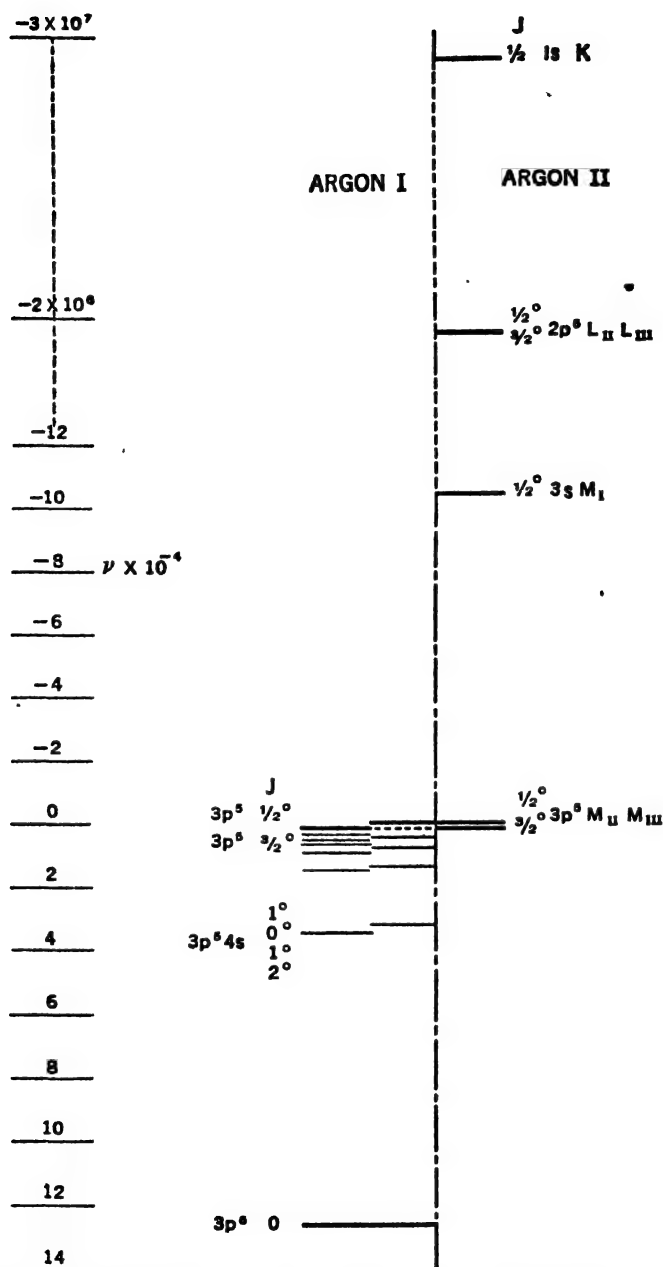 -3 X 10⁷
J
½ Is K
ARGON I
ARGON II
-2 X 10⁶
½°
3/2° 2p⁵ L_II L_III
-12
-10
½° 3s M_I
-8 ν X 10⁻⁴
-6
-4
-2
J
0
3p⁵ ½°
½°
3p⁵ 3/2°
3/2° 3p⁵ M_II M_III
2
1°
3p⁵4s 0°
4
1°
2°
6
8
10
12
3p⁶ 0
14